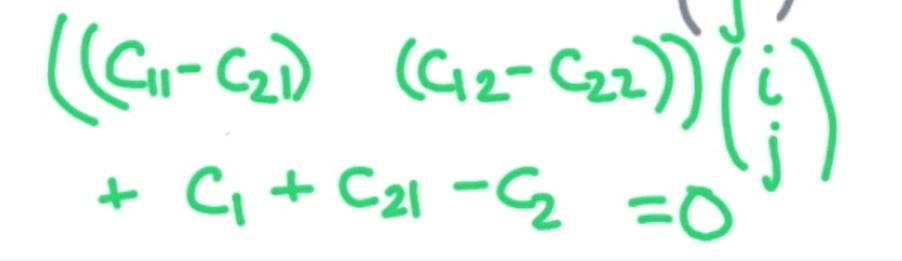 ((C₁₁-C₂₁) (C₁₂-C₂₂)) (i j)
+ C₁ + C₂₁ - C₂ = 0